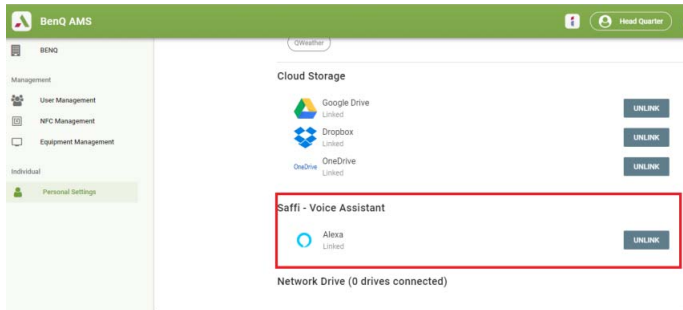 BenQ AMS
Head Quarter
BENQ
Management
User Management
NFC Management
Equipment Management
Individual
Personal Settings
QWeather
Cloud Storage
Google Drive
Linked
UNLINK
Dropbox
Linked
UNLINK
OneDrive
OneDrive
Linked
UNLINK
Saffi - Voice Assistant
Alexa
Linked
UNLINK
Network Drive (0 drives connected)